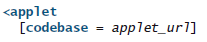 <applet
[codebase = applet_url]